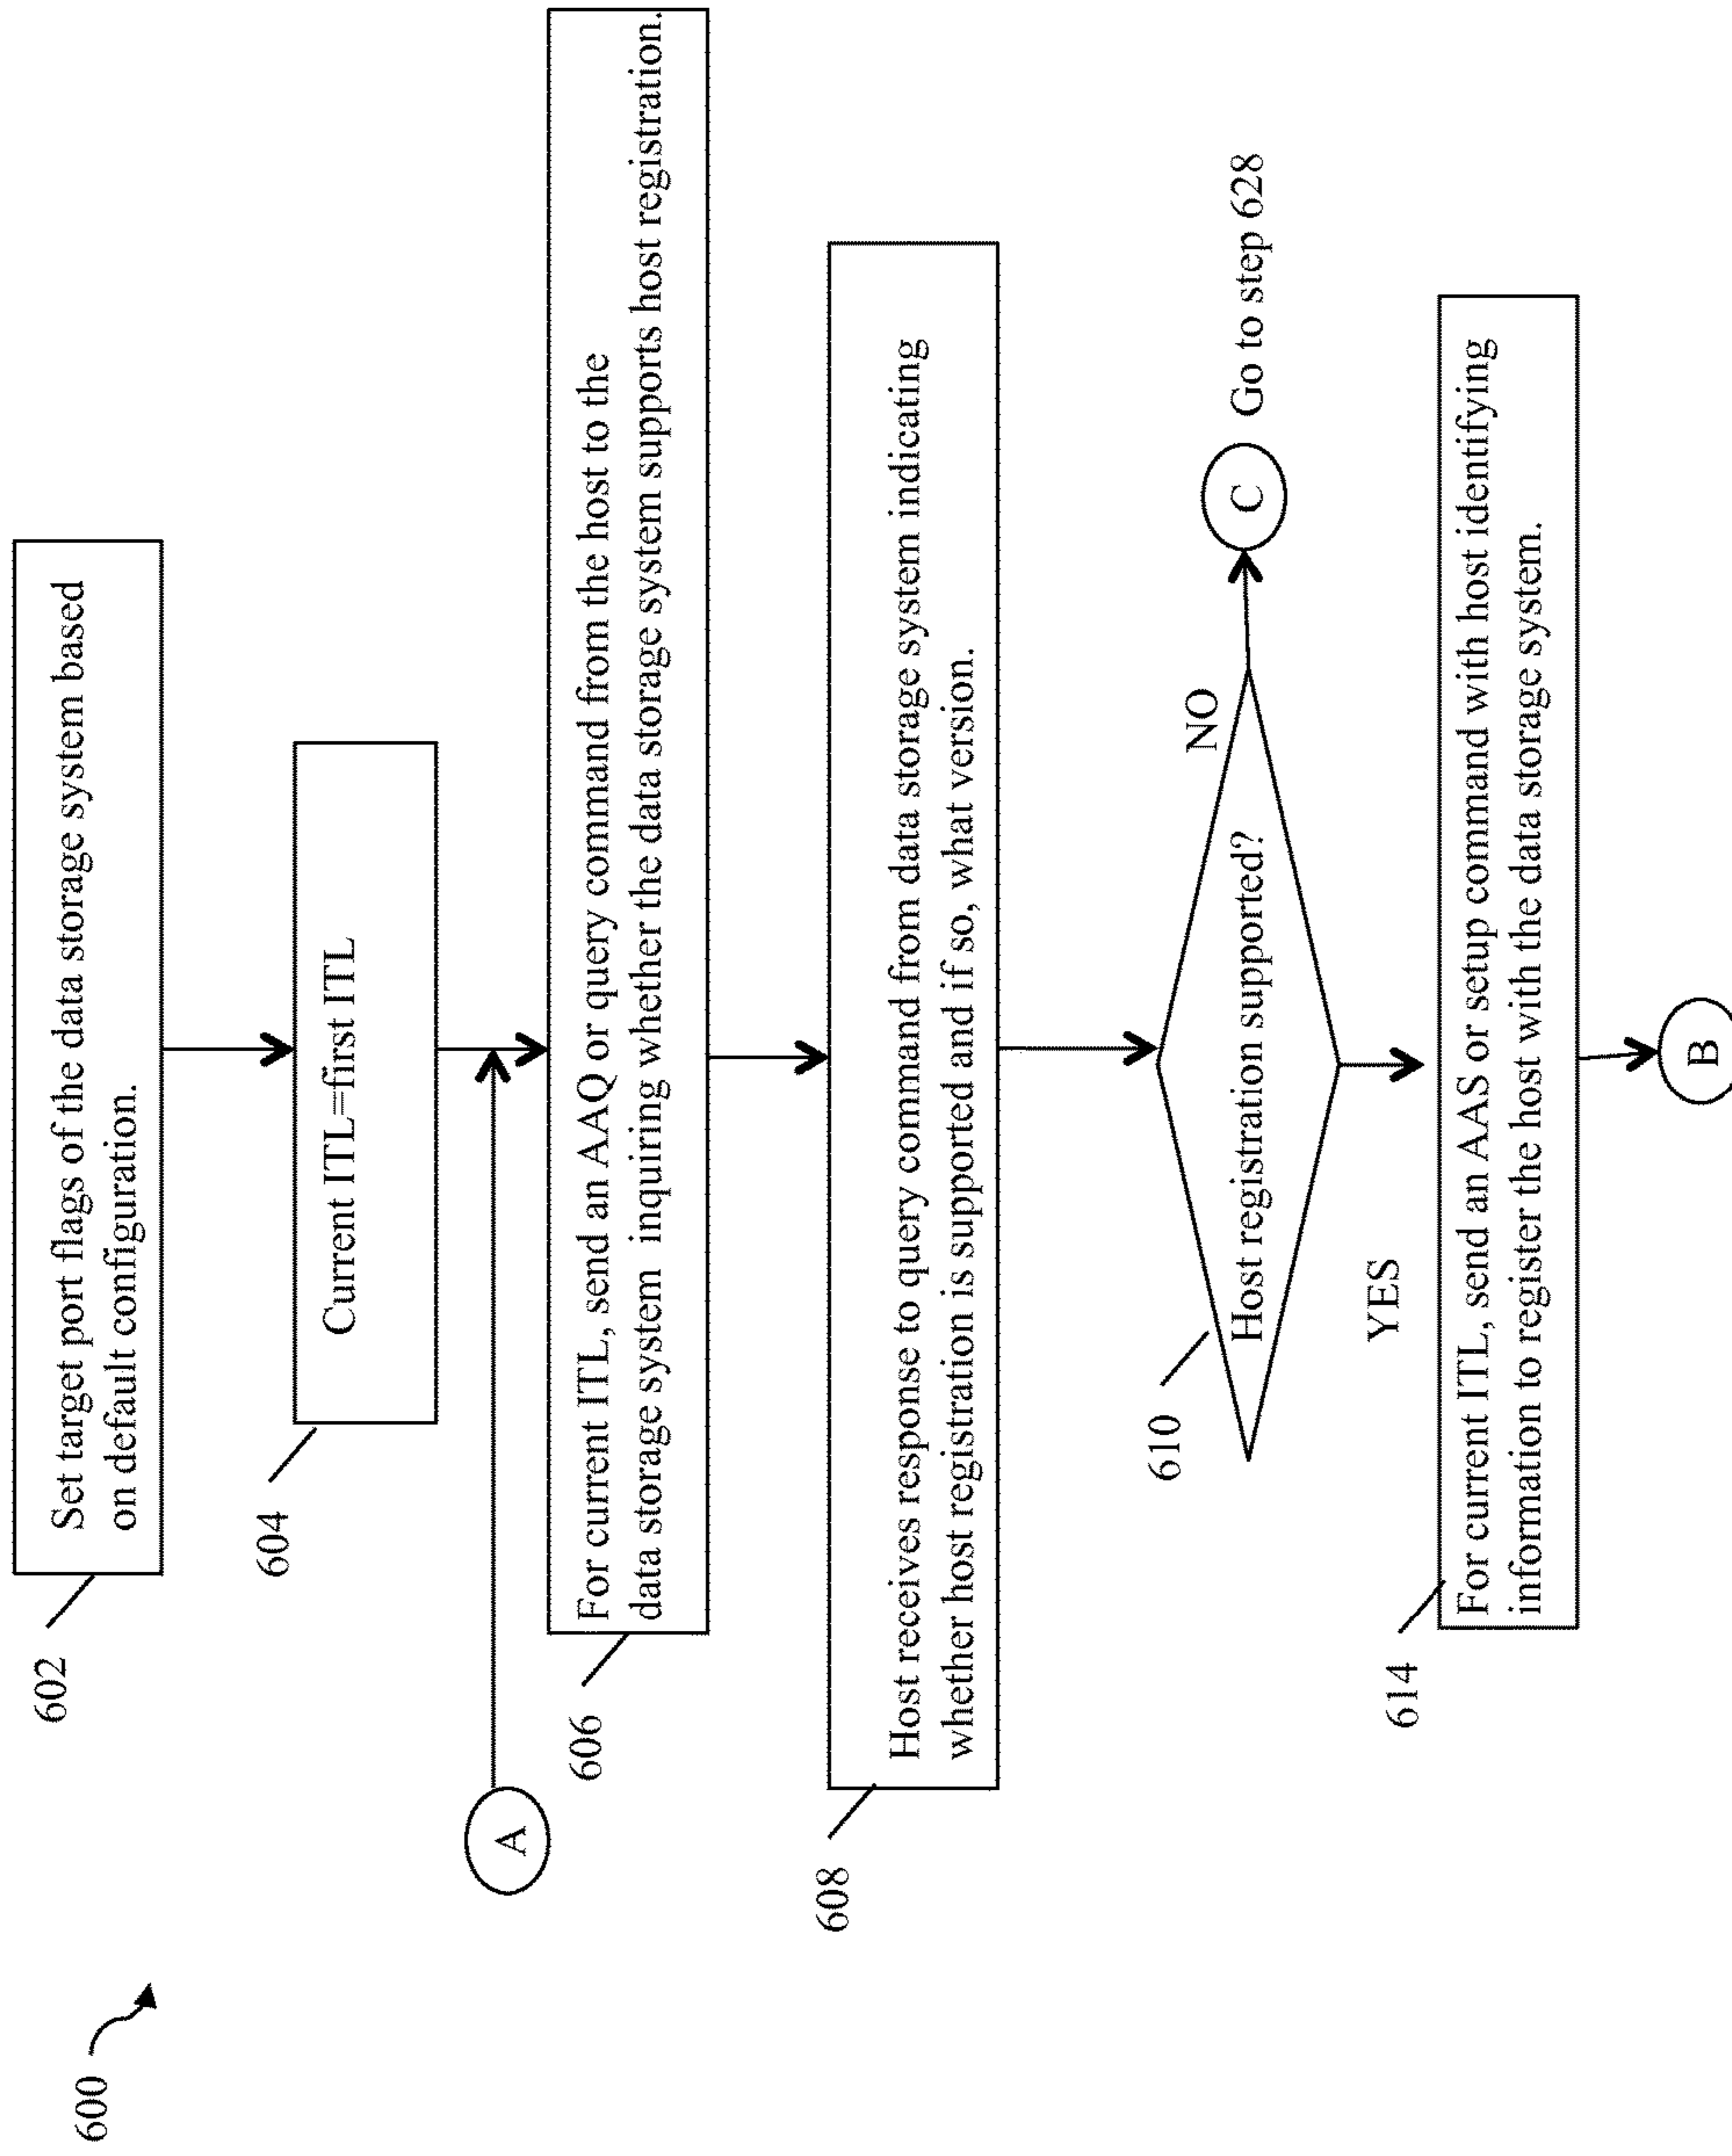 600
602
Set target port flags of the data storage system based
on default configuration.
604
Current ITL=first ITL
A
606
For current ITL, send an AAQ or query command from the host to the
data storage system inquiring whether the data storage system supports host registration.
608
Host receives response to query command from data storage system indicating
whether host registration is supported and if so, what version.
610
Host registration supported?
NO
C
Go to step 628
YES
614
For current ITL, send an AAS or setup command with host identifying
information to register the host with the data storage system.
B